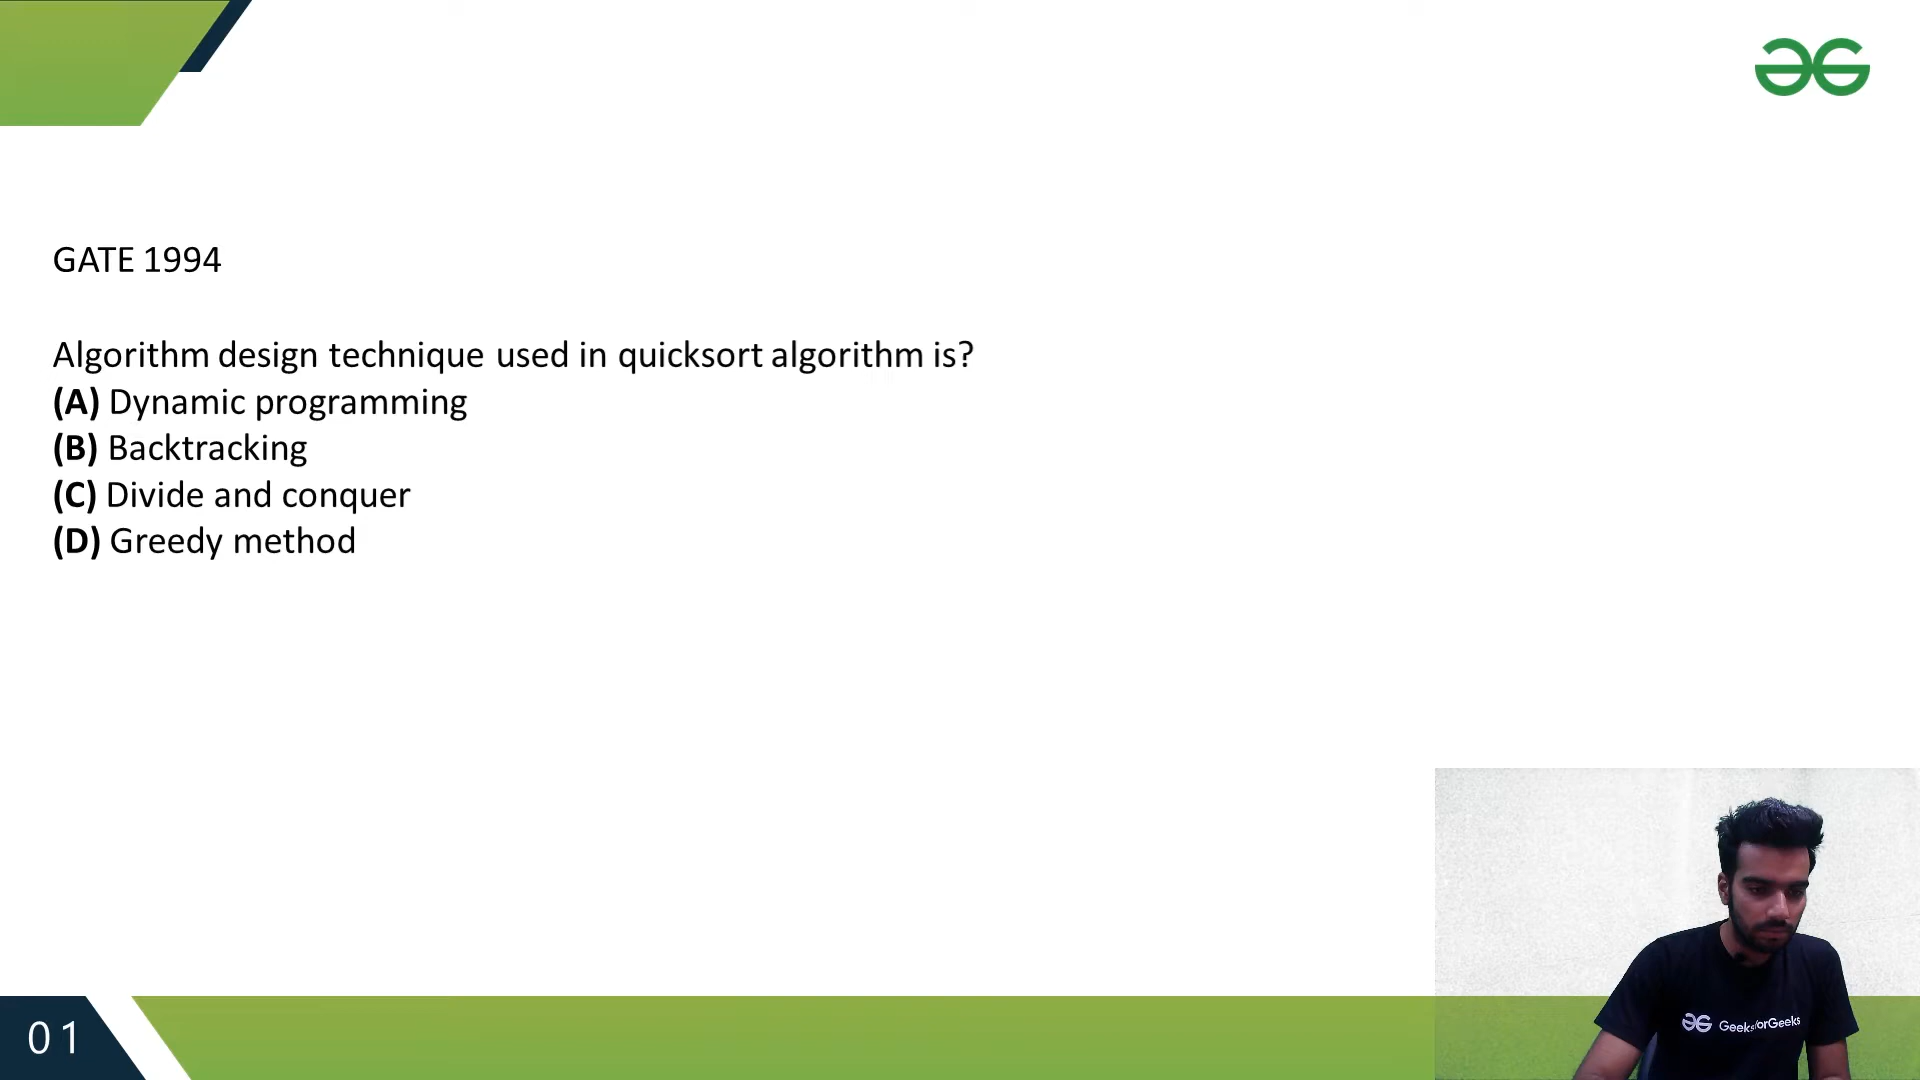 GATE 1994
Algorithm design technique used in quicksort algorithm is?
(A) Dynamic programming
(B) Backtracking
(C) Divide and conquer
(D) Greedy method
GeeksforGeeks
01